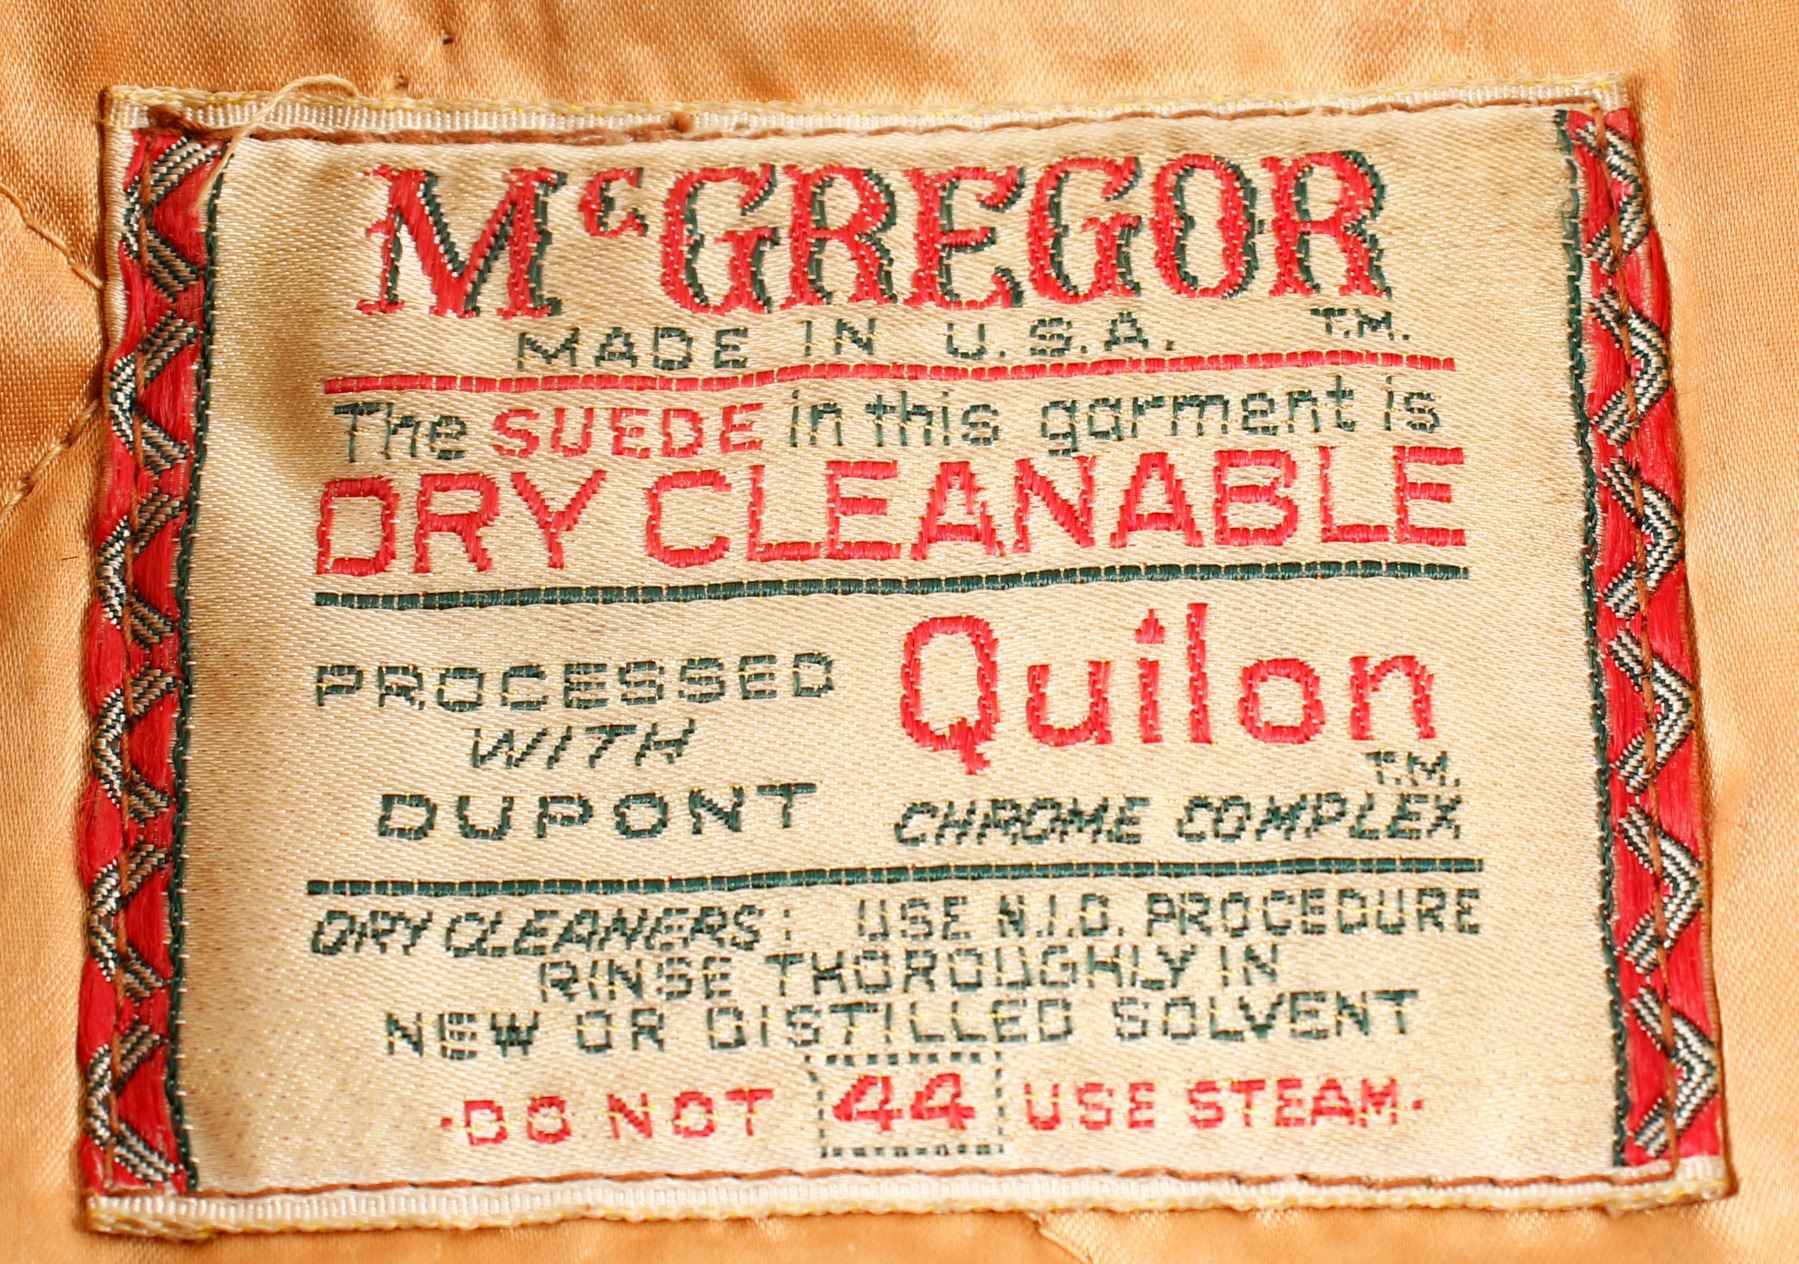 McGREGOR
MADE IN U.S.A. T.M.
The SUEDE in this garment is
DRY CLEANABLE
PROCESSED
WITH
DUPONT
Quilon
T.M.
CHROME COMPLEX
DRY CLEANERS: USE N.I.D. PROCEDURE
RINSE THOROUGHLY IN
NEW OR DISTILLED SOLVENT
·DO NOT 44 USE STEAM·